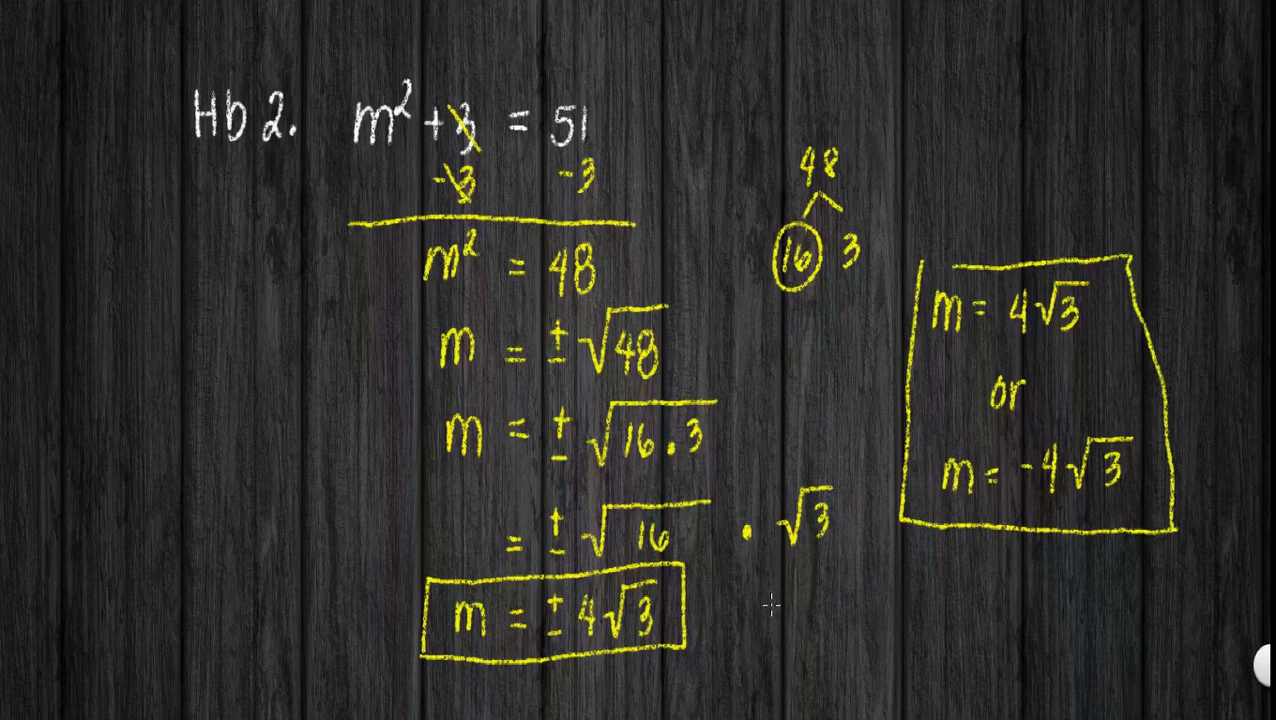 Hb 2. m² + 3 = 51
-3 -3
m² = 48
m = ± √48
m = ± √16 · 3
= ± √16 · √3
m = ± 4√3
48
16 3
m = 4√3
or
m = -4√3